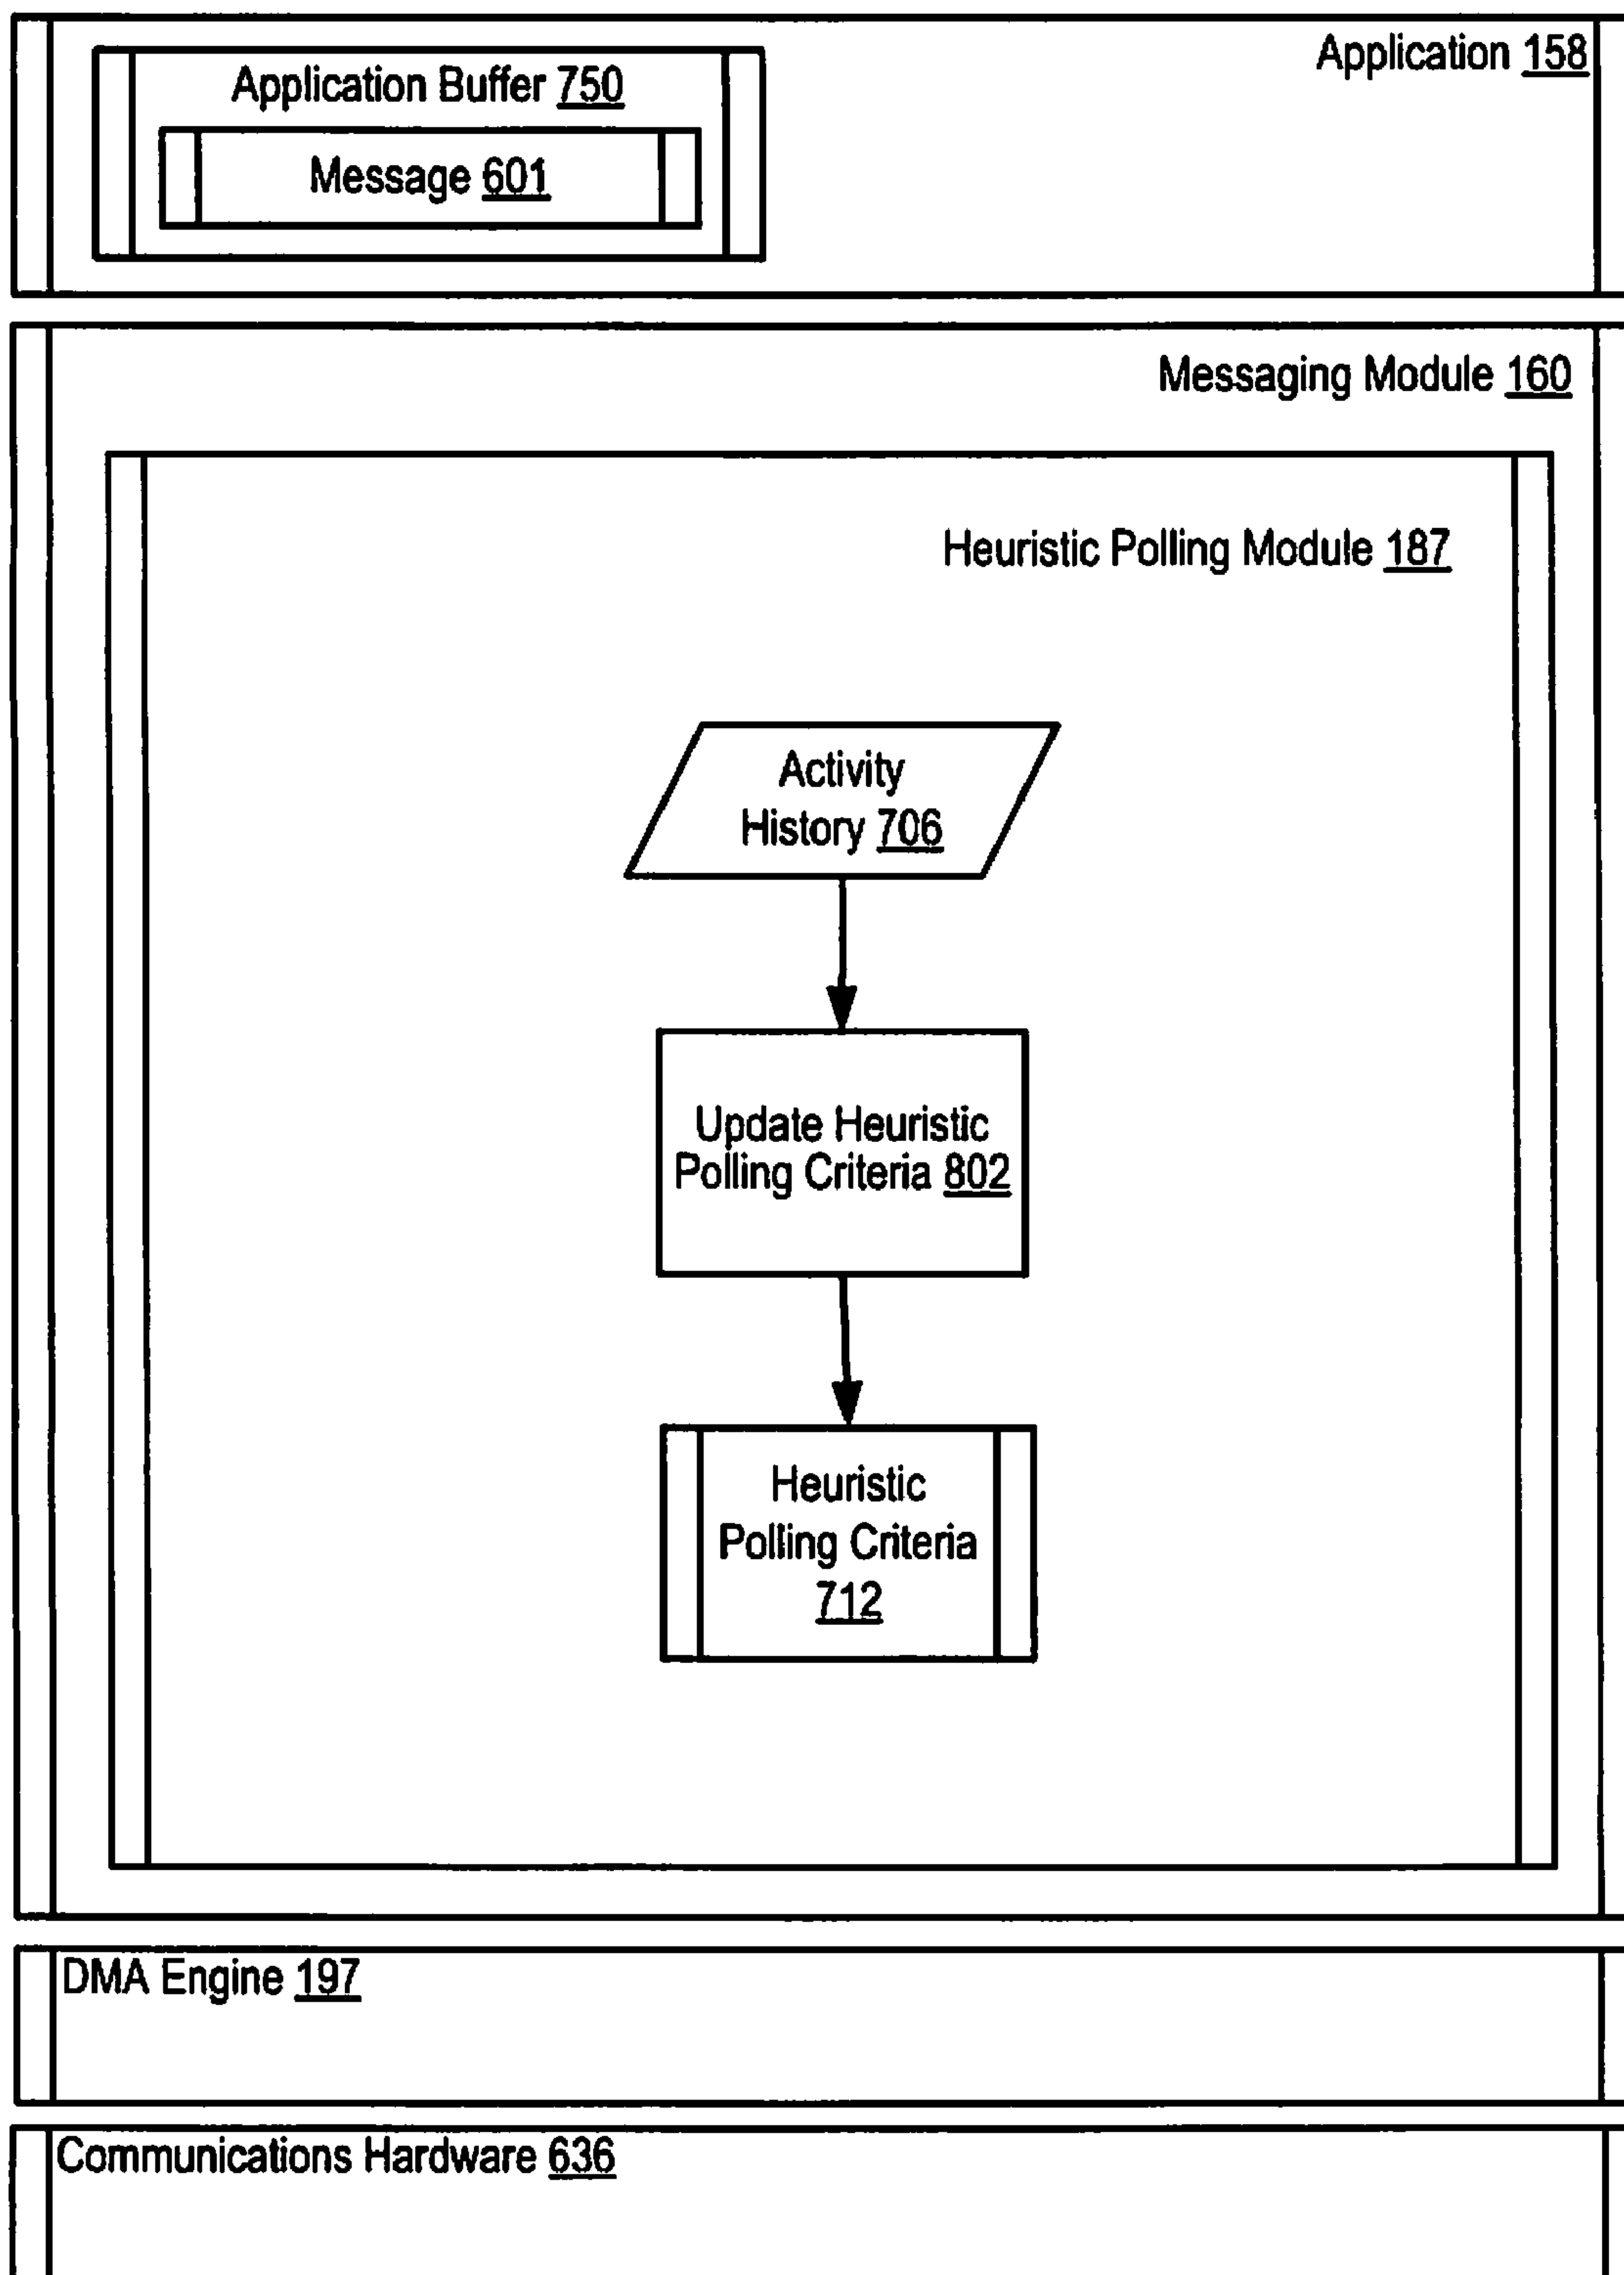 Application 158
Application Buffer 750
Message 601
Messaging Module 160
Heuristic Polling Module 187
Activity
History 706
Update Heuristic
Polling Criteria 802
Heuristic
Polling Criteria
712
DMA Engine 197
Communications Hardware 636